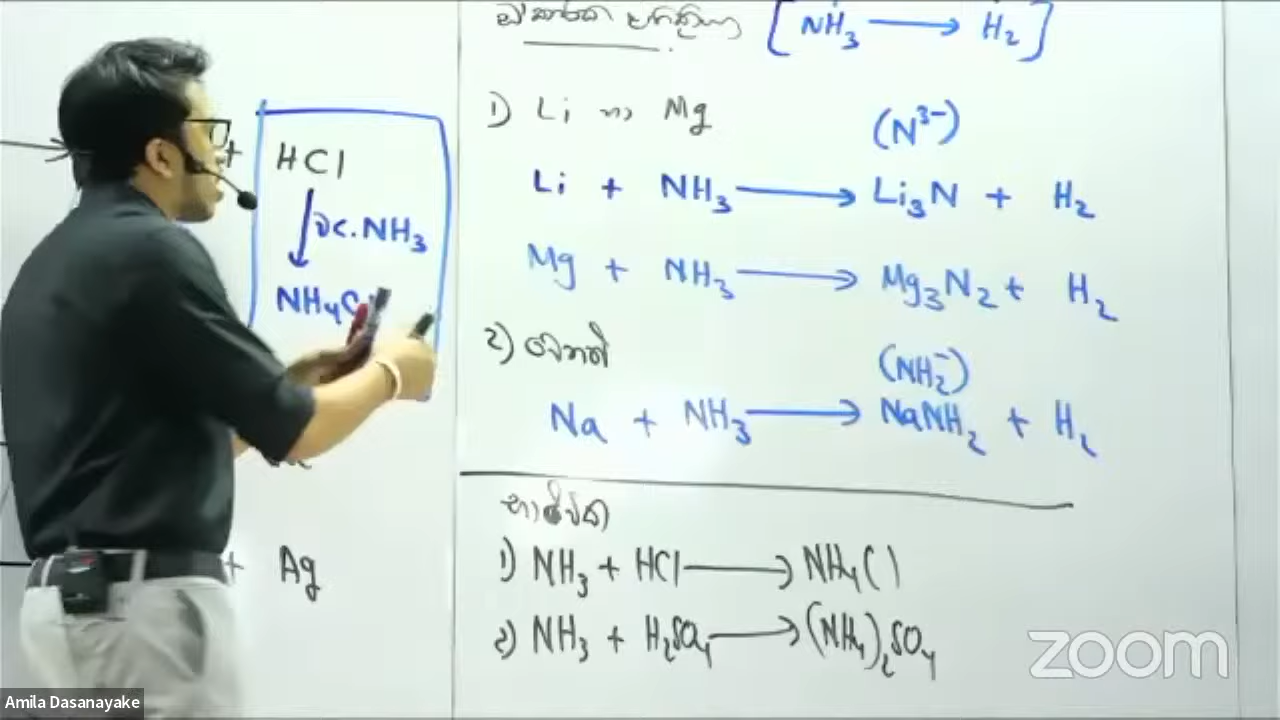 [NH₃ ⟶ H₂]
1) Li හා Mg
(N³⁻)
Li + NH₃ ⟶ Li₃N + H₂
Mg + NH₃ ⟶ Mg₃N₂ + H₂
2) වෙනත්
(NH₂⁻)
Na + NH₃ ⟶ NaNH₂ + H₂
භාෂ්මික
1) NH₃ + HCl ⟶ NH₄Cl
2) NH₃ + H₂SO₄ ⟶ (NH₄)₂SO₄
+ HCl
NH₃
+ Ag
zoom
Amila Dasanayake